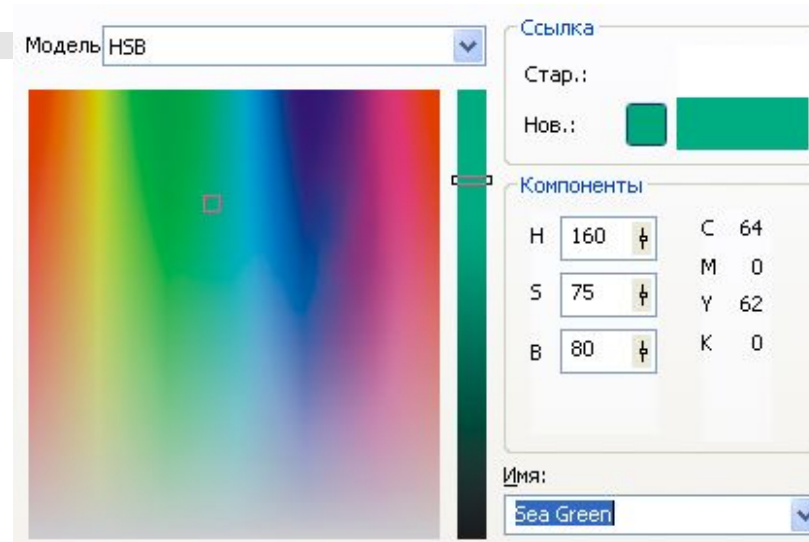 Модель HSB
Ссылка
Стар.:
Нов.:
Компоненты
H 160 C 64
M 0
S 75 Y 62
B 80 K 0
Имя:
Sea Green